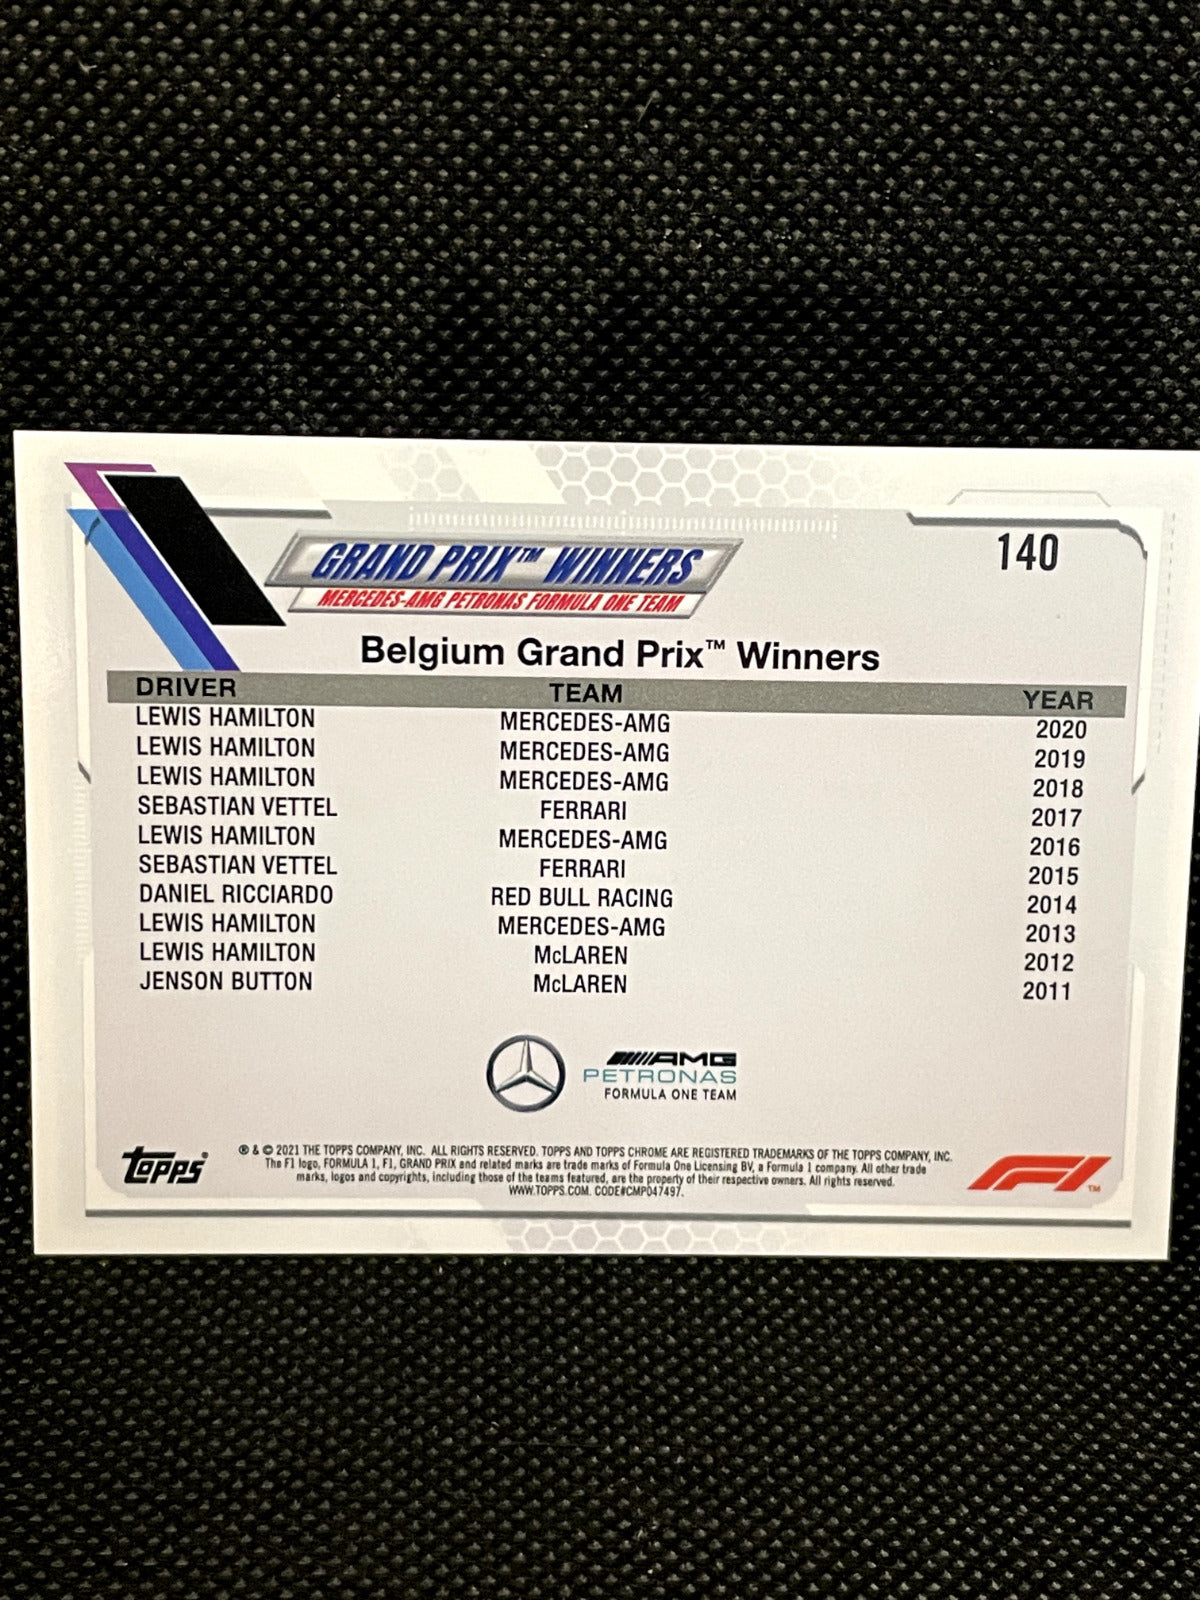 140
GRAND PRIX™ WINNERS
MERCEDES-AMG PETRONAS FORMULA ONE TEAM
Belgium Grand Prix™ Winners
DRIVER TEAM YEAR
LEWIS HAMILTON MERCEDES-AMG 2020
LEWIS HAMILTON MERCEDES-AMG 2019
LEWIS HAMILTON MERCEDES-AMG 2018
SEBASTIAN VETTEL FERRARI 2017
LEWIS HAMILTON MERCEDES-AMG 2016
SEBASTIAN VETTEL FERRARI 2015
DANIEL RICCIARDO RED BULL RACING 2014
LEWIS HAMILTON MERCEDES-AMG 2013
LEWIS HAMILTON McLAREN 2012
JENSON BUTTON McLAREN 2011
AMG
PETRONAS
FORMULA ONE TEAM
TOPPS®
® & © 2021 THE TOPPS COMPANY, INC. ALL RIGHTS RESERVED. TOPPS AND TOPPS CHROME ARE REGISTERED TRADEMARKS OF THE TOPPS COMPANY, INC.
The F1 logo, FORMULA 1, F1, GRAND PRIX and related marks are trade marks of Formula One Licensing BV, a Formula 1 company. All other trade
marks, logos and copyrights, including those of the teams featured, are the property of their respective owners. All rights reserved.
WWW.TOPPS.COM. CODE#CMP047497.
F1™